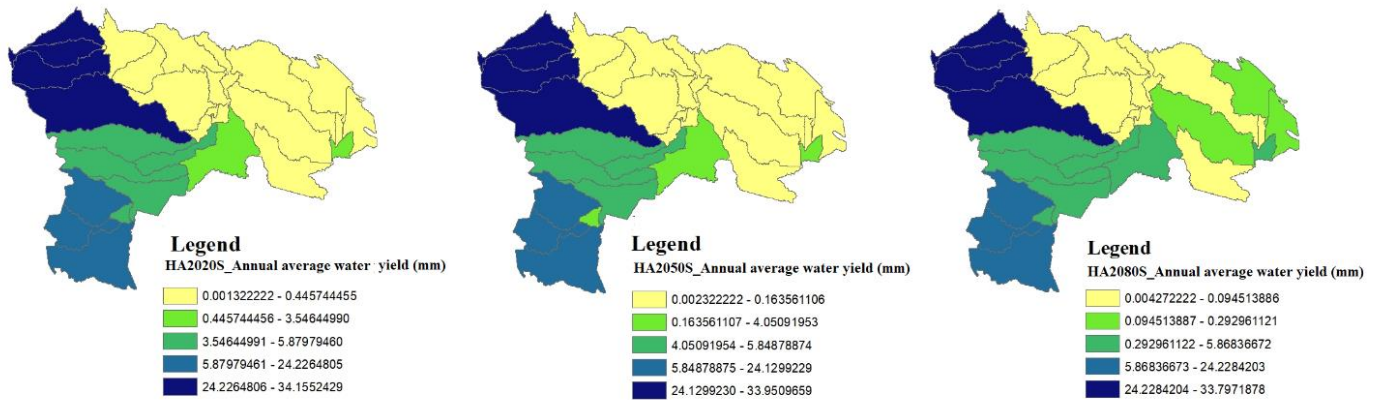 Legend
HA2020S_Annual average water yield (mm)
0.001322222 - 0.445744455
0.445744456 - 3.54644990
3.54644991 - 5.87979460
5.87979461 - 24.2264805
24.2264806 - 34.1552429
Legend
HA2050S_Annual average water yield (mm)
0.002322222 - 0.163561106
0.163561107 - 4.05091953
4.05091954 - 5.84878874
5.84878875 - 24.1299229
24.1299230 - 33.9509659
Legend
HA2080S_Annual average water yield (mm)
0.004272222 - 0.094513886
0.094513887 - 0.292961121
0.292961122 - 5.86836672
5.86836673 - 24.2284203
24.2284204 - 33.7971878